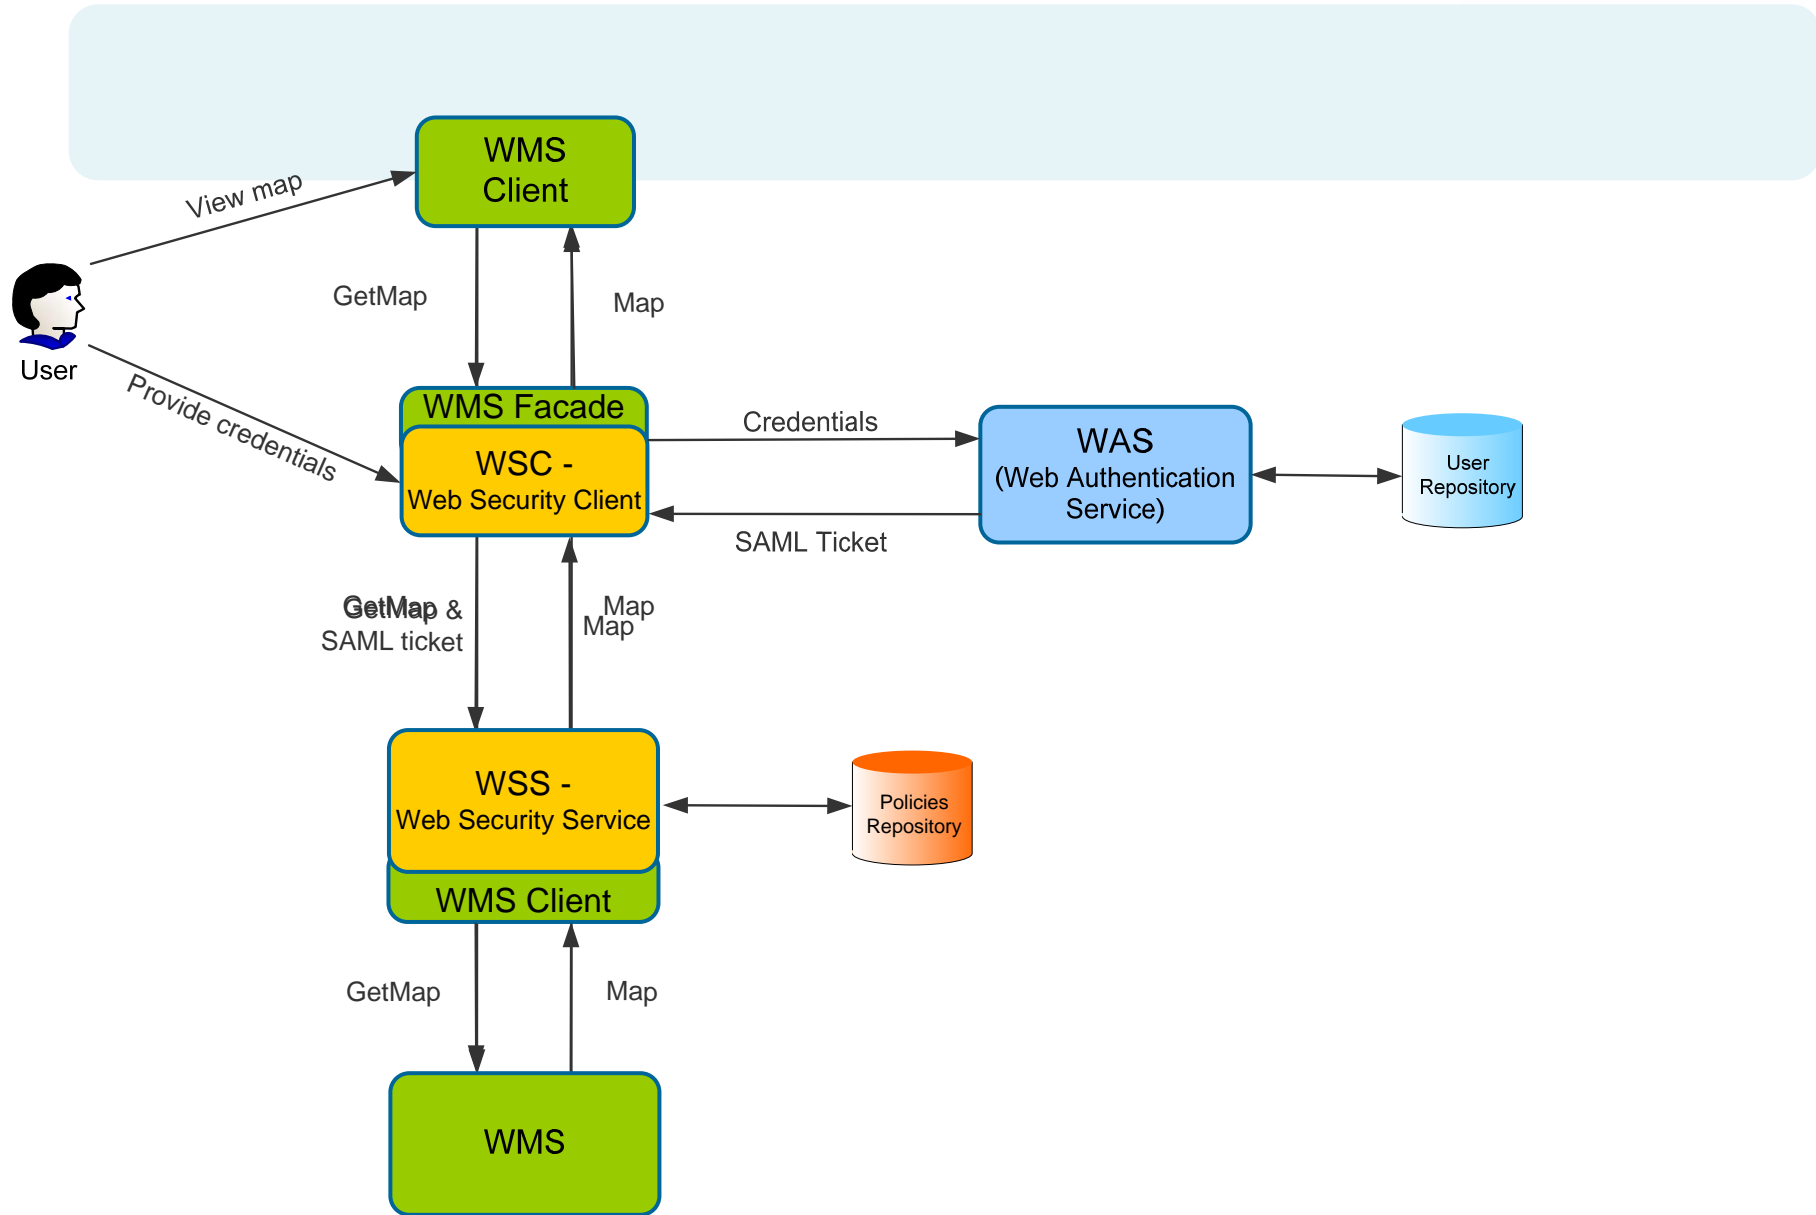 WMS
Client
View map
GetMap
Map
User
Provide credentials
WMS Facade
WSC -
Web Security Client
Credentials
SAML Ticket
WAS
(Web Authentication
Service)
User
Repository
GetMap
GetMap &
SAML ticket
Map
Map
WSS -
Web Security Service
WMS Client
Policies
Repository
GetMap
Map
WMS